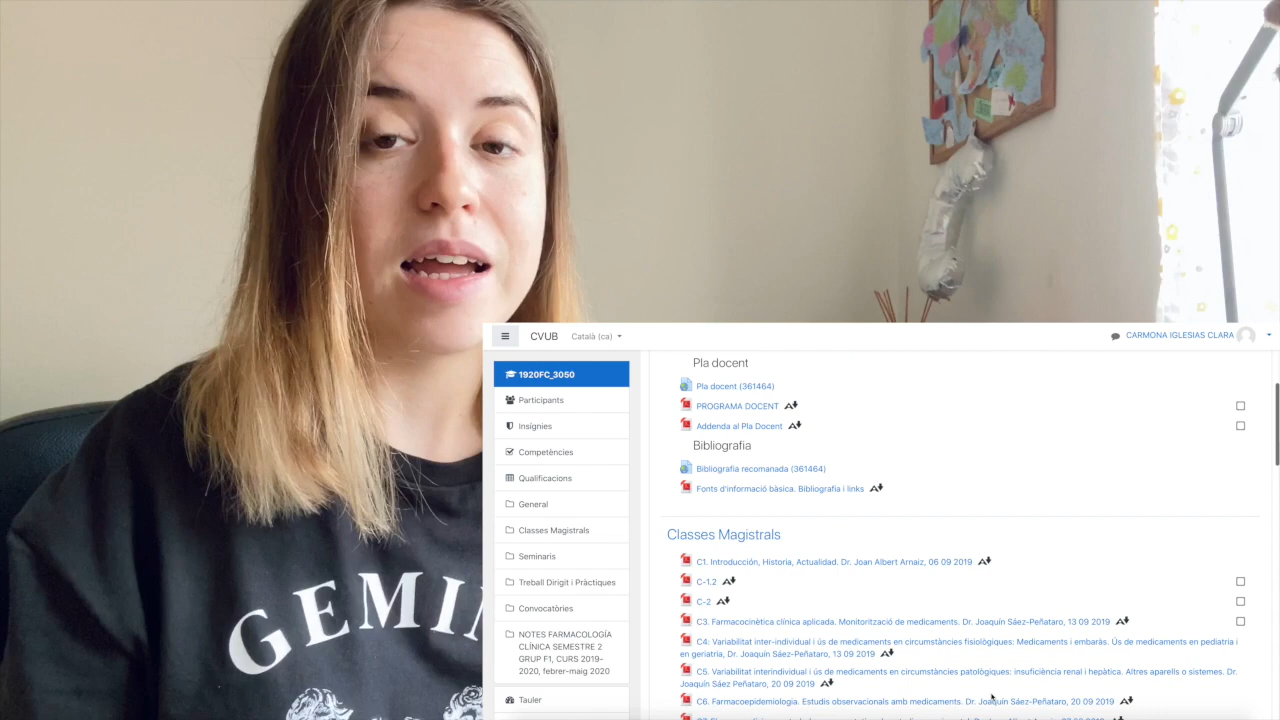 GEMIN
CVUB
Català (ca)
CARMONA IGLESIAS CLARA
1920FC_3050
Participants
Insígnies
Competències
Qualificacions
General
Classes Magistrals
Seminaris
Treball Dirigit i Pràctiques
Convocatòries
NOTES FARMACOLOGÍA
CLÍNICA SEMESTRE 2
GRUP F1, CURS 2019-
2020, febrer-maig 2020
Tauler
Pla docent
Pla docent (361464)
PROGRAMA DOCENT
Addenda al Pla Docent
Bibliografia
Bibliografia recomanada (361464)
Fonts d'informació bàsica. Bibliografia i links
Classes Magistrals
C1. Introducción, Historia, Actualidad. Dr. Joan Albert Arnaiz, 06 09 2019
C-1.2
C-2
C3. Farmacocinètica clínica aplicada. Monitorització de medicaments. Dr. Joaquín Sáez-Peñataro, 13 09 2019
C4: Variabilitat inter-individual i ús de medicaments en circumstàncies fisiològiques: Medicaments i embaràs. Ús de medicaments en pediatria i
en geriatria, Dr. Joaquín Sáez-Peñataro, 13 09 2019
C5. Variabilitat interindividual i ús de medicaments en circumstàncies patològiques: insuficiència renal i hepàtica. Altres aparells o sistemes. Dr.
Joaquín Sáez Peñataro, 20 09 2019
C6. Farmacoepidemiologia. Estudis observacionals amb medicaments. Dr. Joaquín Sáez-Peñataro, 20 09 2019